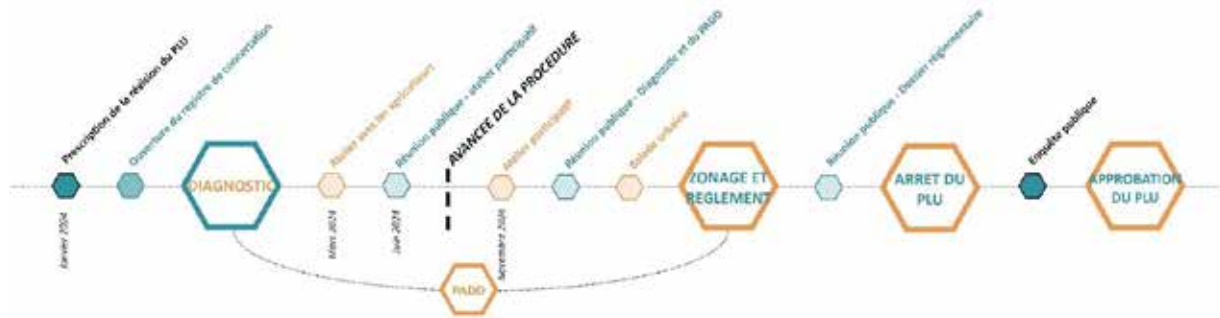 Prescription de la révision du PLU
Ouverture du registre de concertation
DIAGNOSTIC
Atelier avec les agriculteurs
Réunion publique - atelier participatif
AVANCEE DE LA PROCEDURE
Atelier participatif
Réunion publique - Diagnostic et du PADD
Balade urbaine
ZONAGE ET
REGLEMENT
Réunion publique - Dossier réglementaire
ARRET DU
PLU
Enquête publique
APPROBATION
DU PLU
Janvier 2024
Mars 2024
Juin 2024
Novembre 2024
PADD